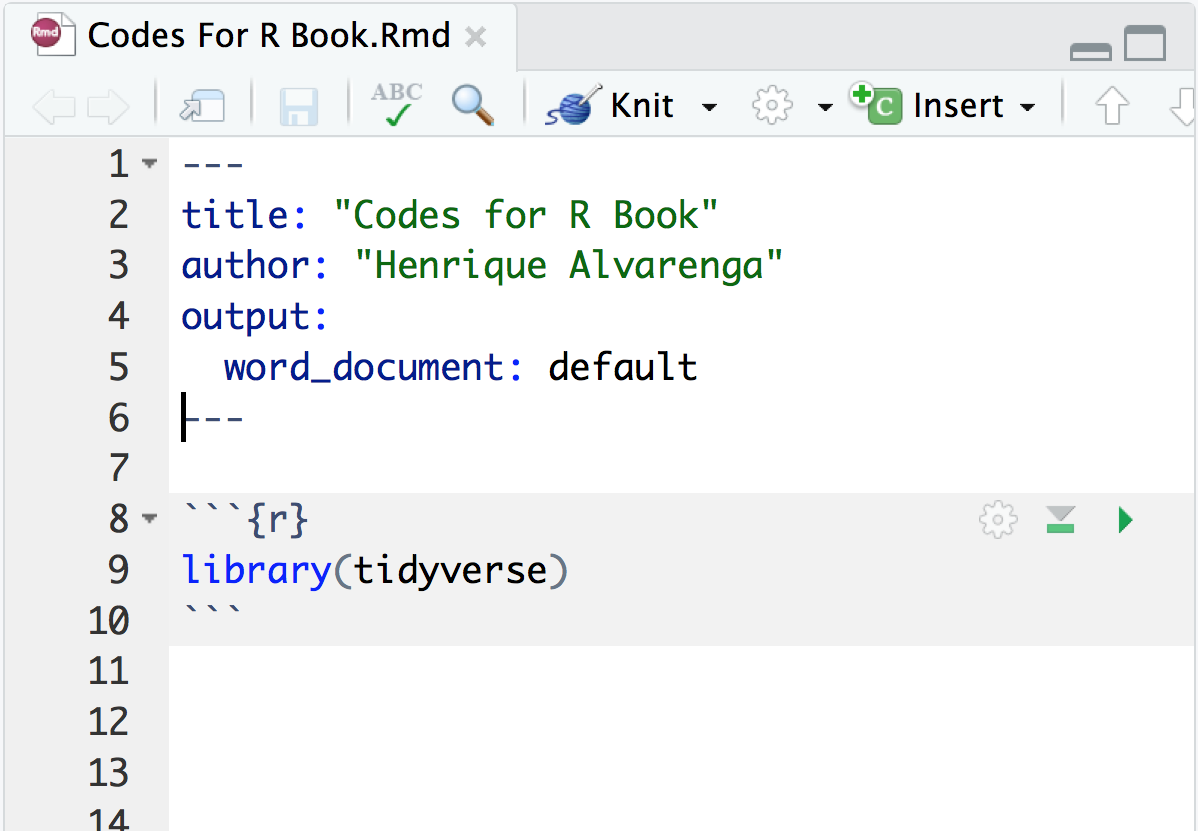 Rmd Codes For R Book.Rmd
ABC Knit C Insert
1 ---
2 title: "Codes for R Book"
3 author: "Henrique Alvarenga"
4 output:
5   word_document: default
6 ---
7
8 ```{r}
9 library(tidyverse)
10 ```
11
12
13
14